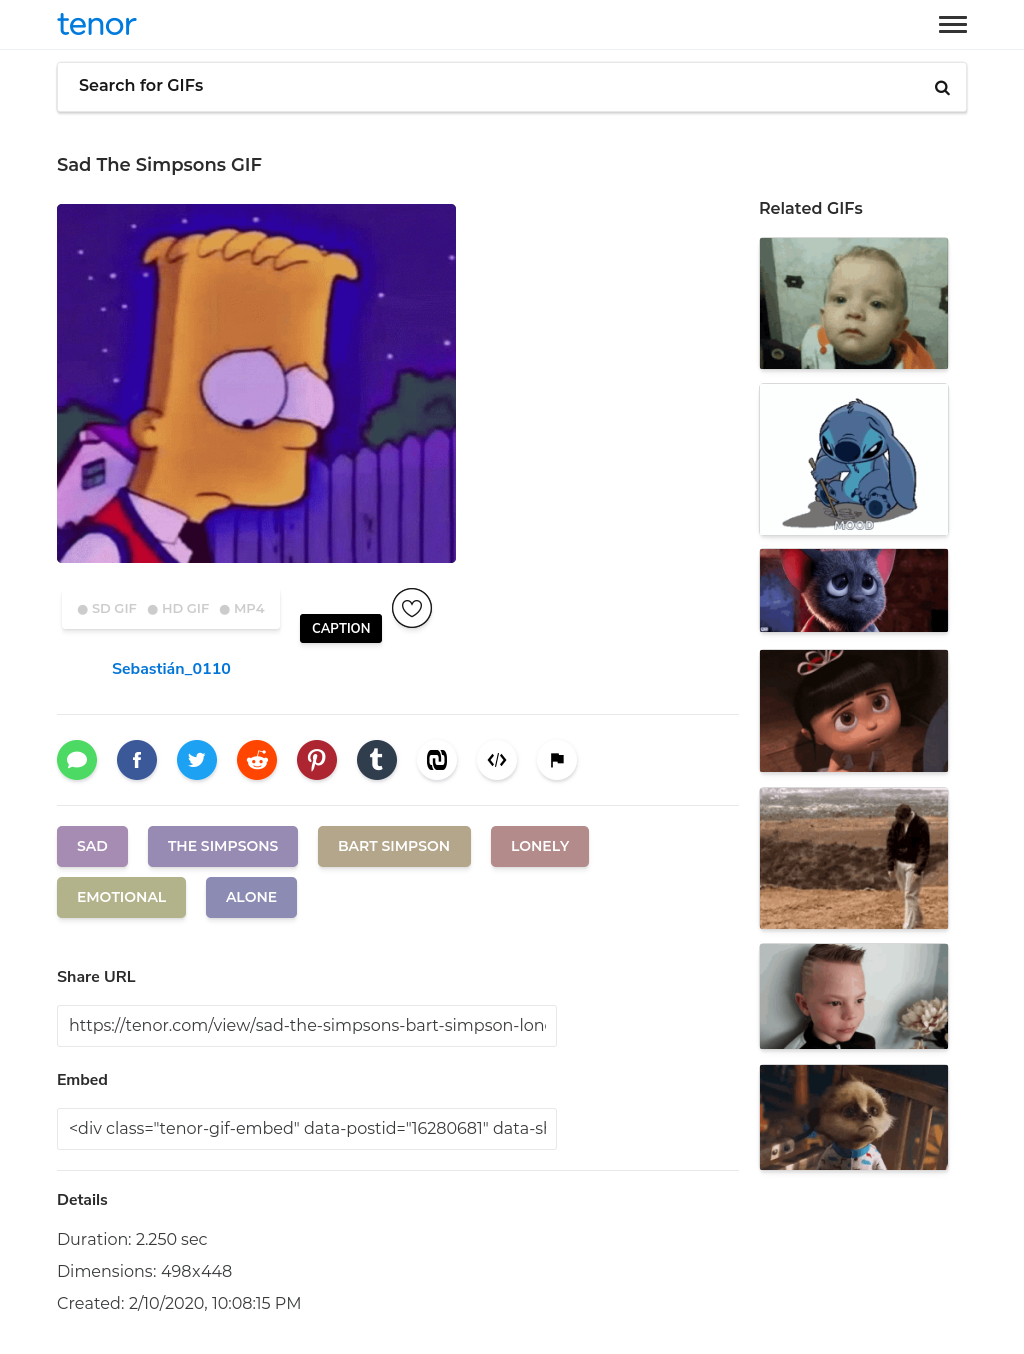 tenor
Search for GIFs
Sad The Simpsons GIF
Related GIFs
MOOD
SD GIF HD GIF MP4
CAPTION
Sebastián_0110
SAD THE SIMPSONS BART SIMPSON LONELY
EMOTIONAL ALONE
Share URL
https://tenor.com/view/sad-the-simpsons-bart-simpson-lone
Embed
<div class="tenor-gif-embed" data-postid="16280681" data-sh
Details
Duration: 2.250 sec
Dimensions: 498x448
Created: 2/10/2020, 10:08:15 PM